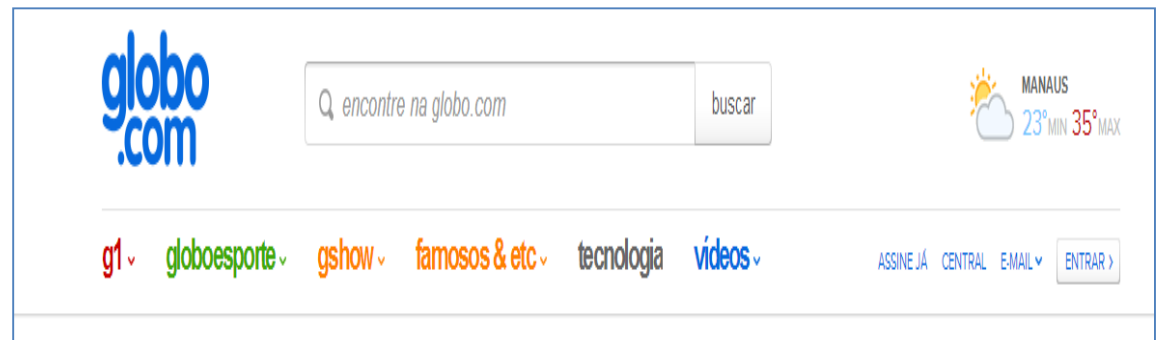 globo
.com
encontre na globo.com
buscar
MANAUS
23°MIN 35°MAX
g1 globoesporte gshow famosos & etc tecnologia vídeos
ASSINE JÁ CENTRAL E-MAIL ENTRAR >